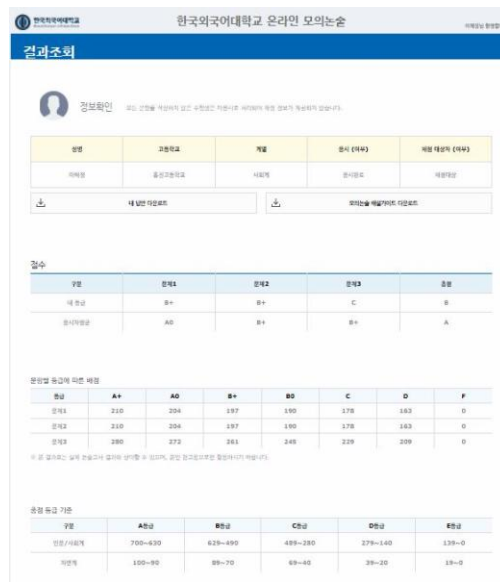 한국외국어대학교
한국외국어대학교 온라인 모의논술
결과조회
정보확인
성명 고등학교 계열 응시 (여부) 채점 대상자 (여부)
사회계 응시완료 채점대상
내 답안 다운로드 모의논술 해설가이드 다운로드
점수
구분 문제1 문제2 문제3 총점
내 등급 B+ B+ C B
응시자평균 A0 B+ B+ A
문항별 등급에 따른 배점
등급 A+ A0 B+ B0 C D F
문제1 210 204 197 190 178 163 0
문제2 210 204 197 190 178 163 0
문제3 280 272 261 248 229 209 0
총점 등급 기준
구분 A등급 B등급 C등급 D등급 E등급
인문/사회계 700~630 629~490 489~280 279~140 139~0
자연계 100~90 89~70 69~40 39~20 19~0